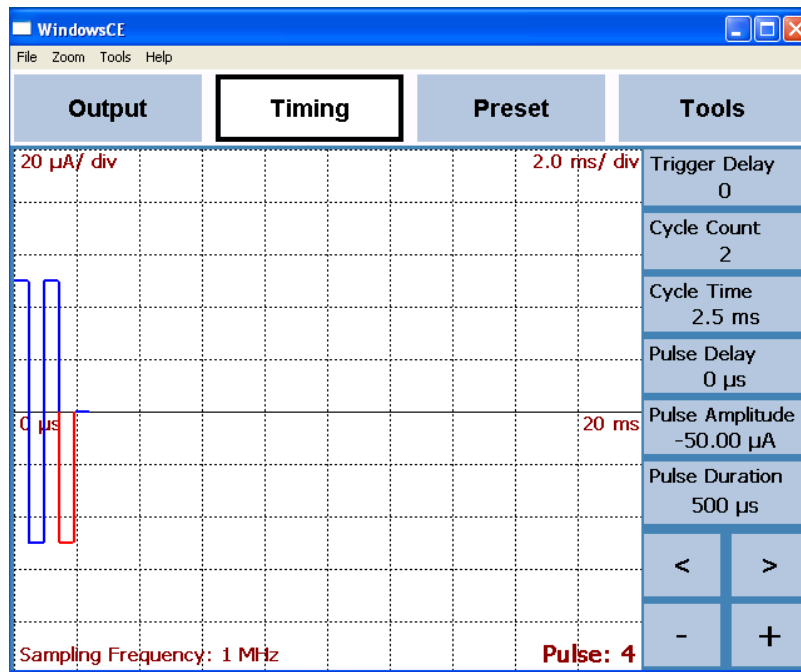 WindowsCE
File Zoom Tools Help
Output Timing Preset Tools
20 µA/ div 2.0 ms/ div
0 µs 20 ms
Sampling Frequency: 1 MHz Pulse: 4
Trigger Delay
0
Cycle Count
2
Cycle Time
2.5 ms
Pulse Delay
0 µs
Pulse Amplitude
-50.00 µA
Pulse Duration
500 µs
< >
- +